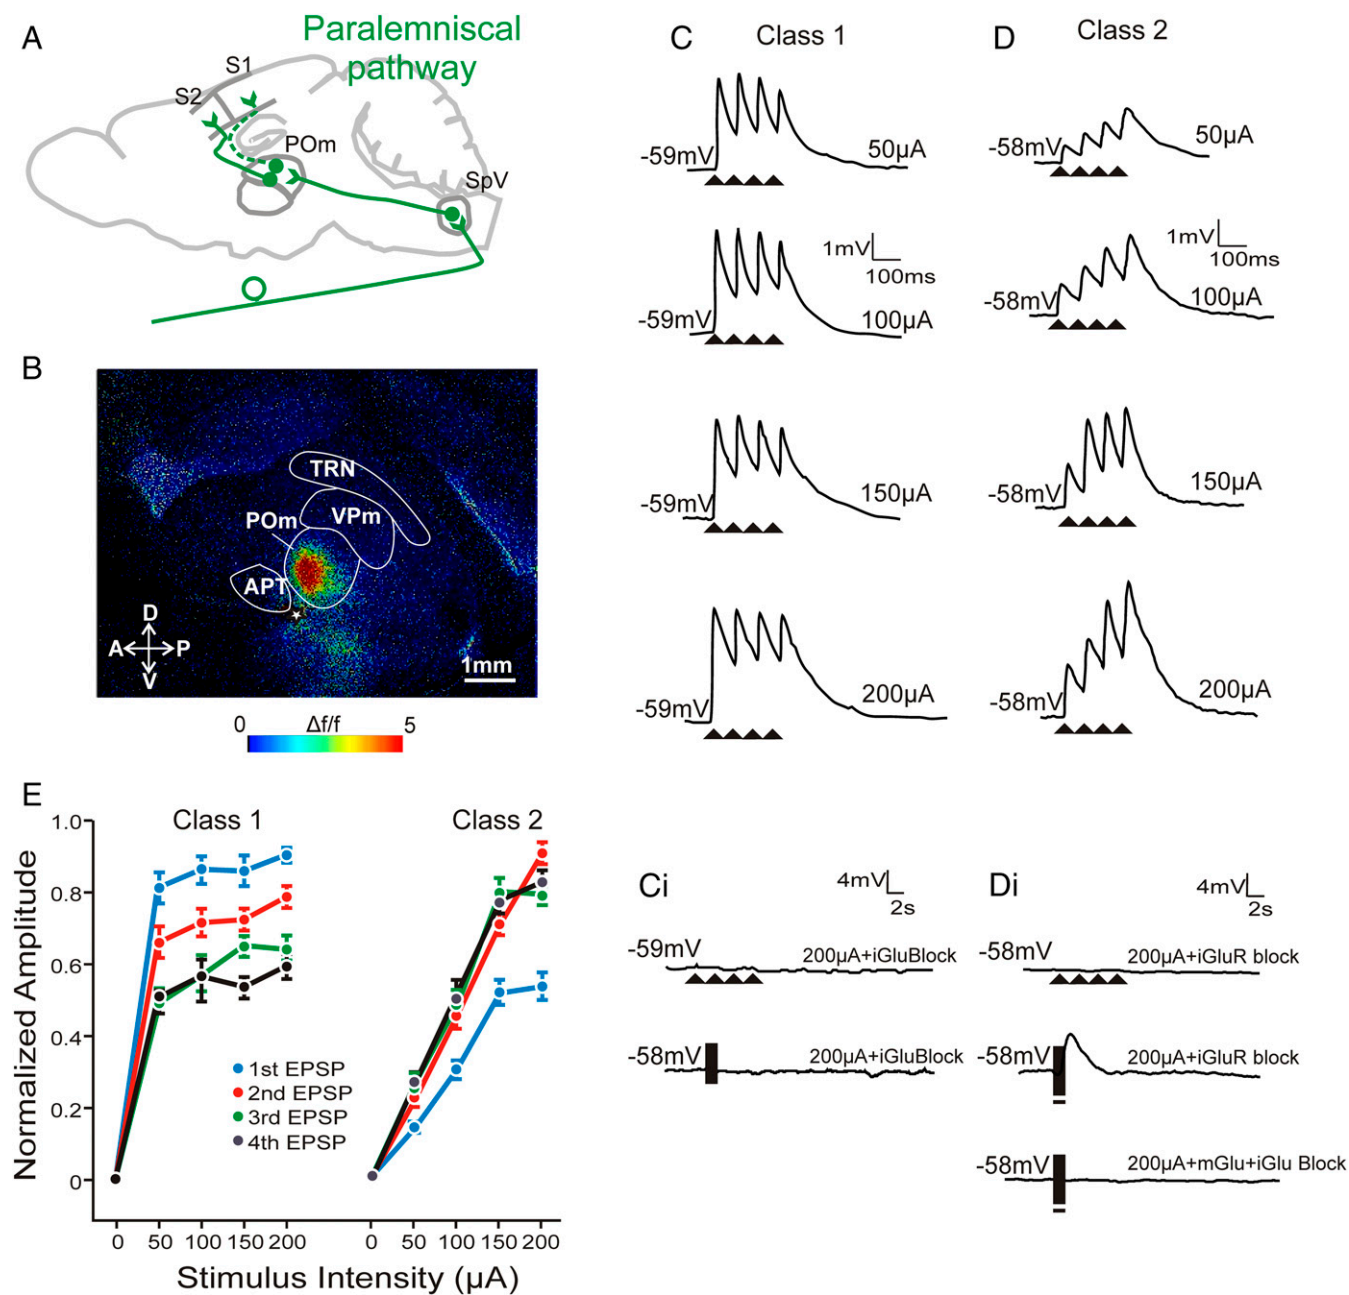 A
Paralemniscal
pathway
S1
S2
POm
SpV
B
TRN
VPm
POm
APT
D
A P
V
1mm
0 Δf/f 5
C Class 1
-59mV 50μA
1mV
100ms
-59mV 100μA
-59mV 150μA
-59mV 200μA
D Class 2
-58mV 50μA
1mV
100ms
-58mV 100μA
-58mV 150μA
-58mV 200μA
E
Class 1 Class 2
Normalized Amplitude
1.0
0.8
0.6
0.4
0.2
0
1st EPSP
2nd EPSP
3rd EPSP
4th EPSP
0 50 100 150 200 0 50 100 150 200
Stimulus Intensity (μA)
Ci
4mV
2s
-59mV 200μA+iGluBlock
-58mV 200μA+iGluBlock
Di
4mV
2s
-58mV 200μA+iGluR block
-58mV 200μA+iGluR block
-58mV 200μA+mGlu+iGlu Block